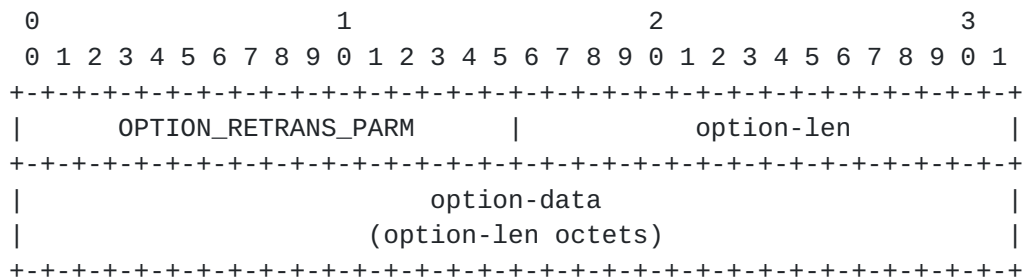 0                   1                   2                   3
0 1 2 3 4 5 6 7 8 9 0 1 2 3 4 5 6 7 8 9 0 1 2 3 4 5 6 7 8 9 0 1
+-+-+-+-+-+-+-+-+-+-+-+-+-+-+-+-+-+-+-+-+-+-+-+-+-+-+-+-+-+-+-+-+
|      OPTION_RETRANS_PARM      |           option-len          |
+-+-+-+-+-+-+-+-+-+-+-+-+-+-+-+-+-+-+-+-+-+-+-+-+-+-+-+-+-+-+-+-+
|                          option-data                          |
|                      (option-len octets)                      |
+-+-+-+-+-+-+-+-+-+-+-+-+-+-+-+-+-+-+-+-+-+-+-+-+-+-+-+-+-+-+-+-+